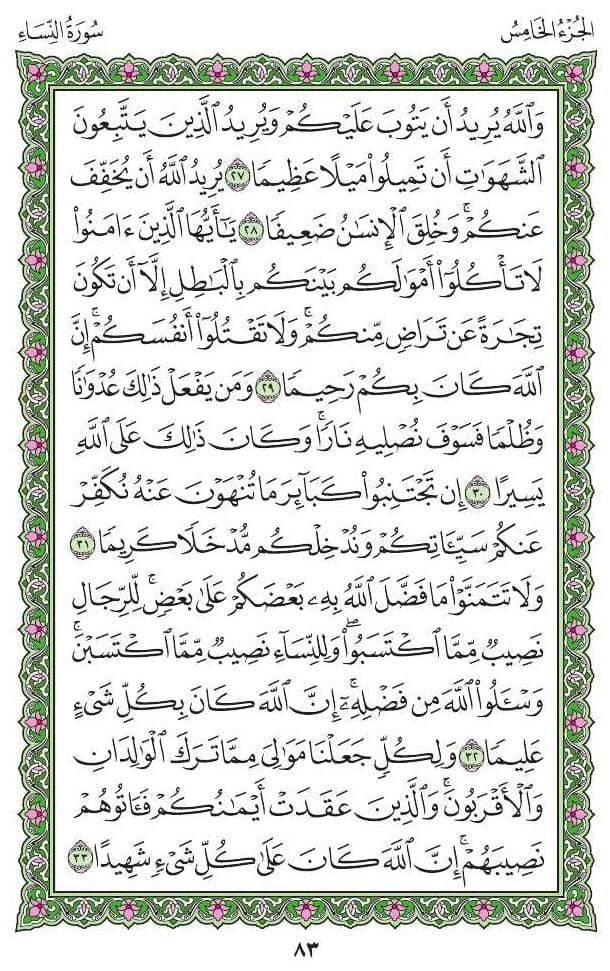 الجُزْءُ الخَامِسُ
سُورَةُ النِّسَاءِ
وَٱللَّهُ يُرِيدُ أَن يَتُوبَ عَلَيْكُمْ وَيُرِيدُ ٱلَّذِينَ يَتَّبِعُونَ
ٱلشَّهَوَٰتِ أَن تَمِيلُوا۟ مَيْلًا عَظِيمًا ٢٧ يُرِيدُ ٱللَّهُ أَن يُخَفِّفَ
عَنكُمْ ۚ وَخُلِقَ ٱلْإِنسَٰنُ ضَعِيفًا ٢٨ يَٰٓأَيُّهَا ٱلَّذِينَ ءَامَنُوا۟
لَا تَأْكُلُوٓا۟ أَمْوَٰلَكُم بَيْنَكُم بِٱلْبَٰطِلِ إِلَّآ أَن تَكُونَ
تِجَٰرَةً عَن تَرَاضٍ مِّنكُمْ ۚ وَلَا تَقْتُلُوٓا۟ أَنفُسَكُمْ ۚ إِنَّ
ٱللَّهَ كَانَ بِكُمْ رَحِيمًا ٢٩ وَمَن يَفْعَلْ ذَٰلِكَ عُدْوَٰنًا
وَظُلْمًا فَسَوْفَ نُصْلِيهِ نَارًا ۚ وَكَانَ ذَٰلِكَ عَلَى ٱللَّهِ
يَسِيرًا ٣٠ إِن تَجْتَنِبُوا۟ كَبَآئِرَ مَا تُنْهَوْنَ عَنْهُ نُكَفِّرْ
عَنكُمْ سَيِّـَٔاتِكُمْ وَنُدْخِلْكُم مُّدْخَلًا كَرِيمًا ٣١
وَلَا تَتَمَنَّوْا۟ مَا فَضَّلَ ٱللَّهُ بِهِۦ بَعْضَكُمْ عَلَىٰ بَعْضٍ ۚ لِّلرِّجَالِ
نَصِيبٌ مِّمَّا ٱكْتَسَبُوا۟ ۖ وَلِلنِّسَآءِ نَصِيبٌ مِّمَّا ٱكْتَسَبْنَ ۚ
وَسْـَٔلُوا۟ ٱللَّهَ مِن فَضْلِهِۦٓ ۗ إِنَّ ٱللَّهَ كَانَ بِكُلِّ شَىْءٍ
عَلِيمًا ٣٢ وَلِكُلٍّ جَعَلْنَا مَوَٰلِىَ مِمَّا تَرَكَ ٱلْوَٰلِدَانِ
وَٱلْأَقْرَبُونَ ۚ وَٱلَّذِينَ عَقَدَتْ أَيْمَٰنُكُمْ فَـَٔاتُوهُمْ
نَصِيبَهُمْ ۚ إِنَّ ٱللَّهَ كَانَ عَلَىٰ كُلِّ شَىْءٍ شَهِيدًا ٣٣
٨٣